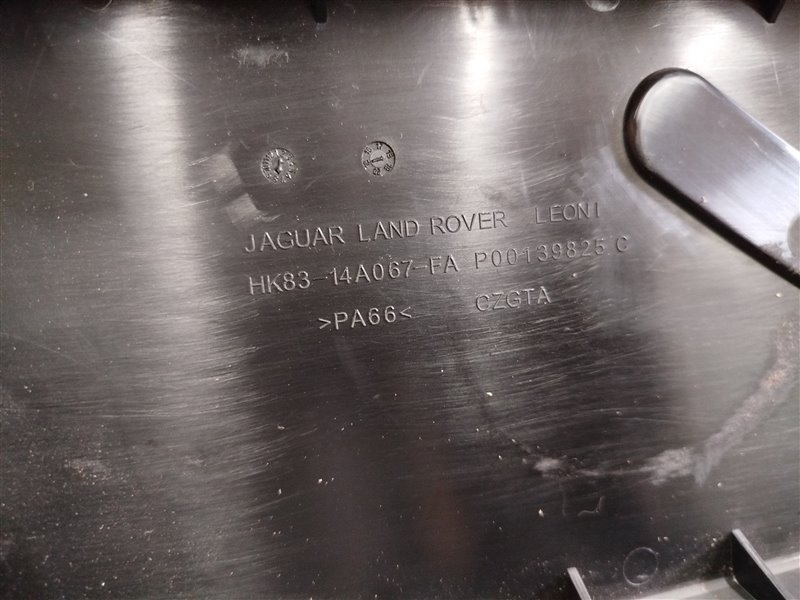 JAGUAR LAND ROVER LEONI
HK83-14A067-FA P00139825 C
>PA66< CZGTA